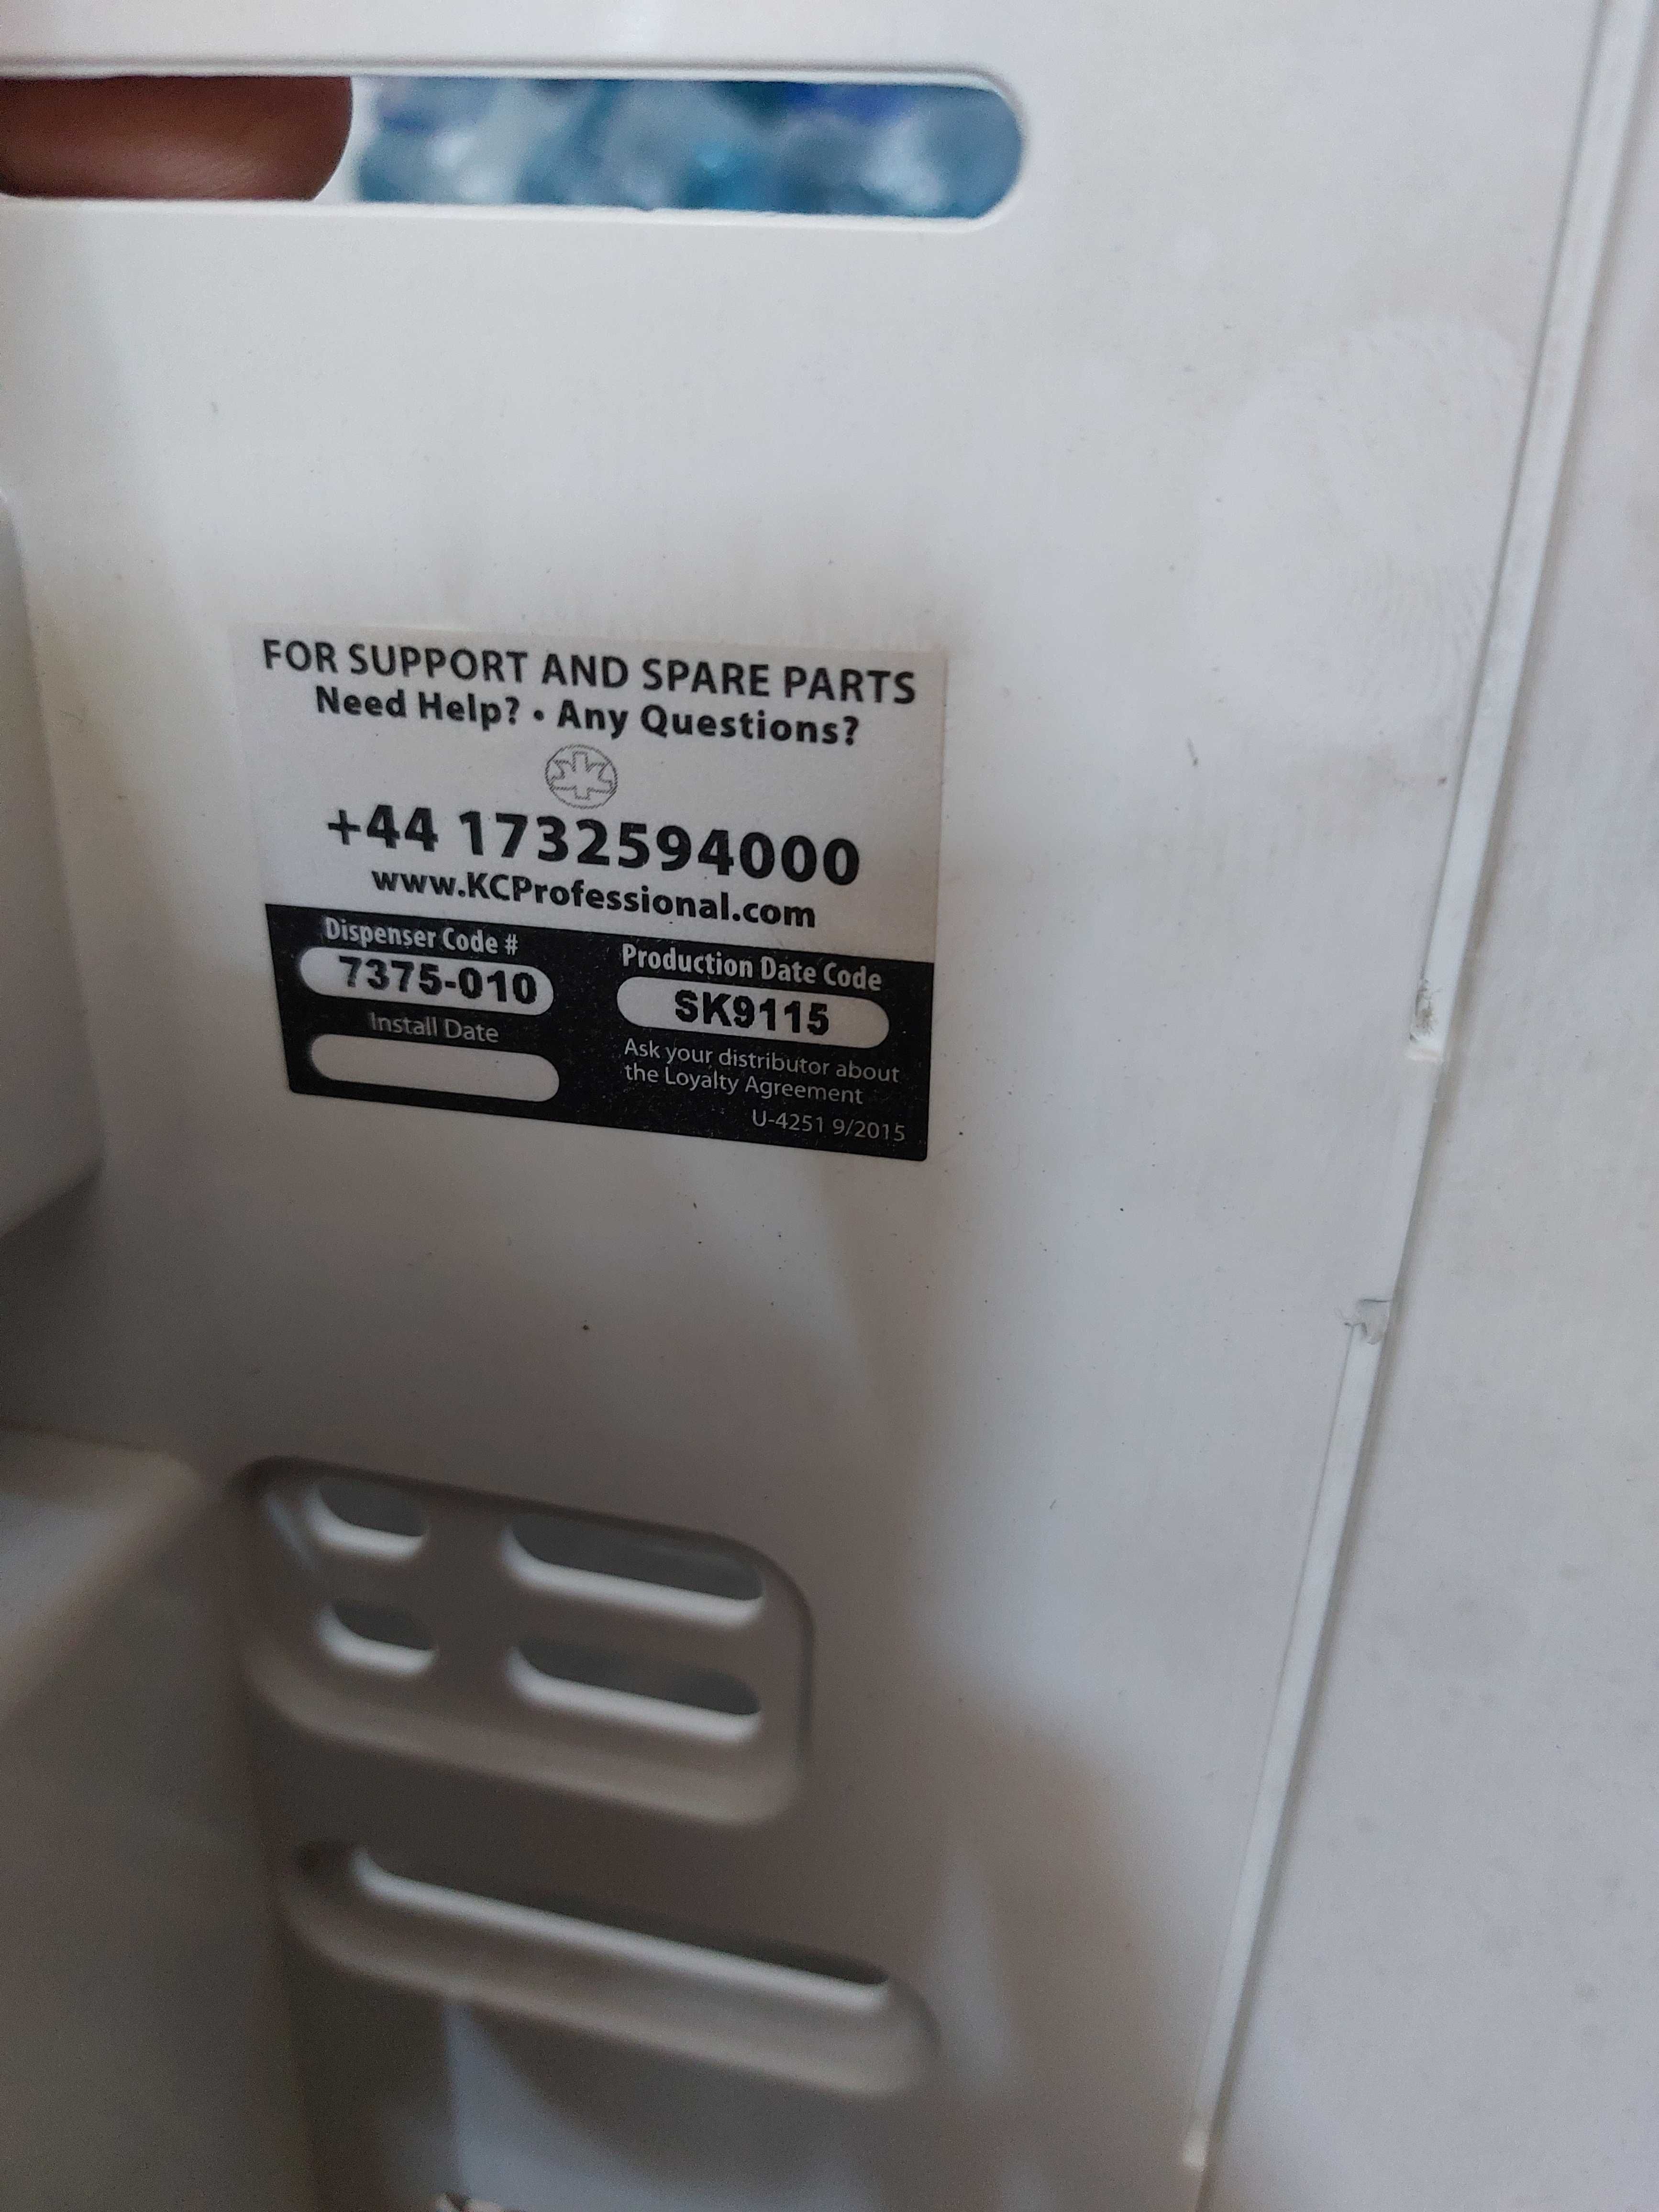 FOR SUPPORT AND SPARE PARTS
Need Help? • Any Questions?
+44 1732594000
www.KCProfessional.com
Dispenser Code #
7375-010
Install Date
Production Date Code
SK9115
Ask your distributor about
the Loyalty Agreement
U-4251 9/2015